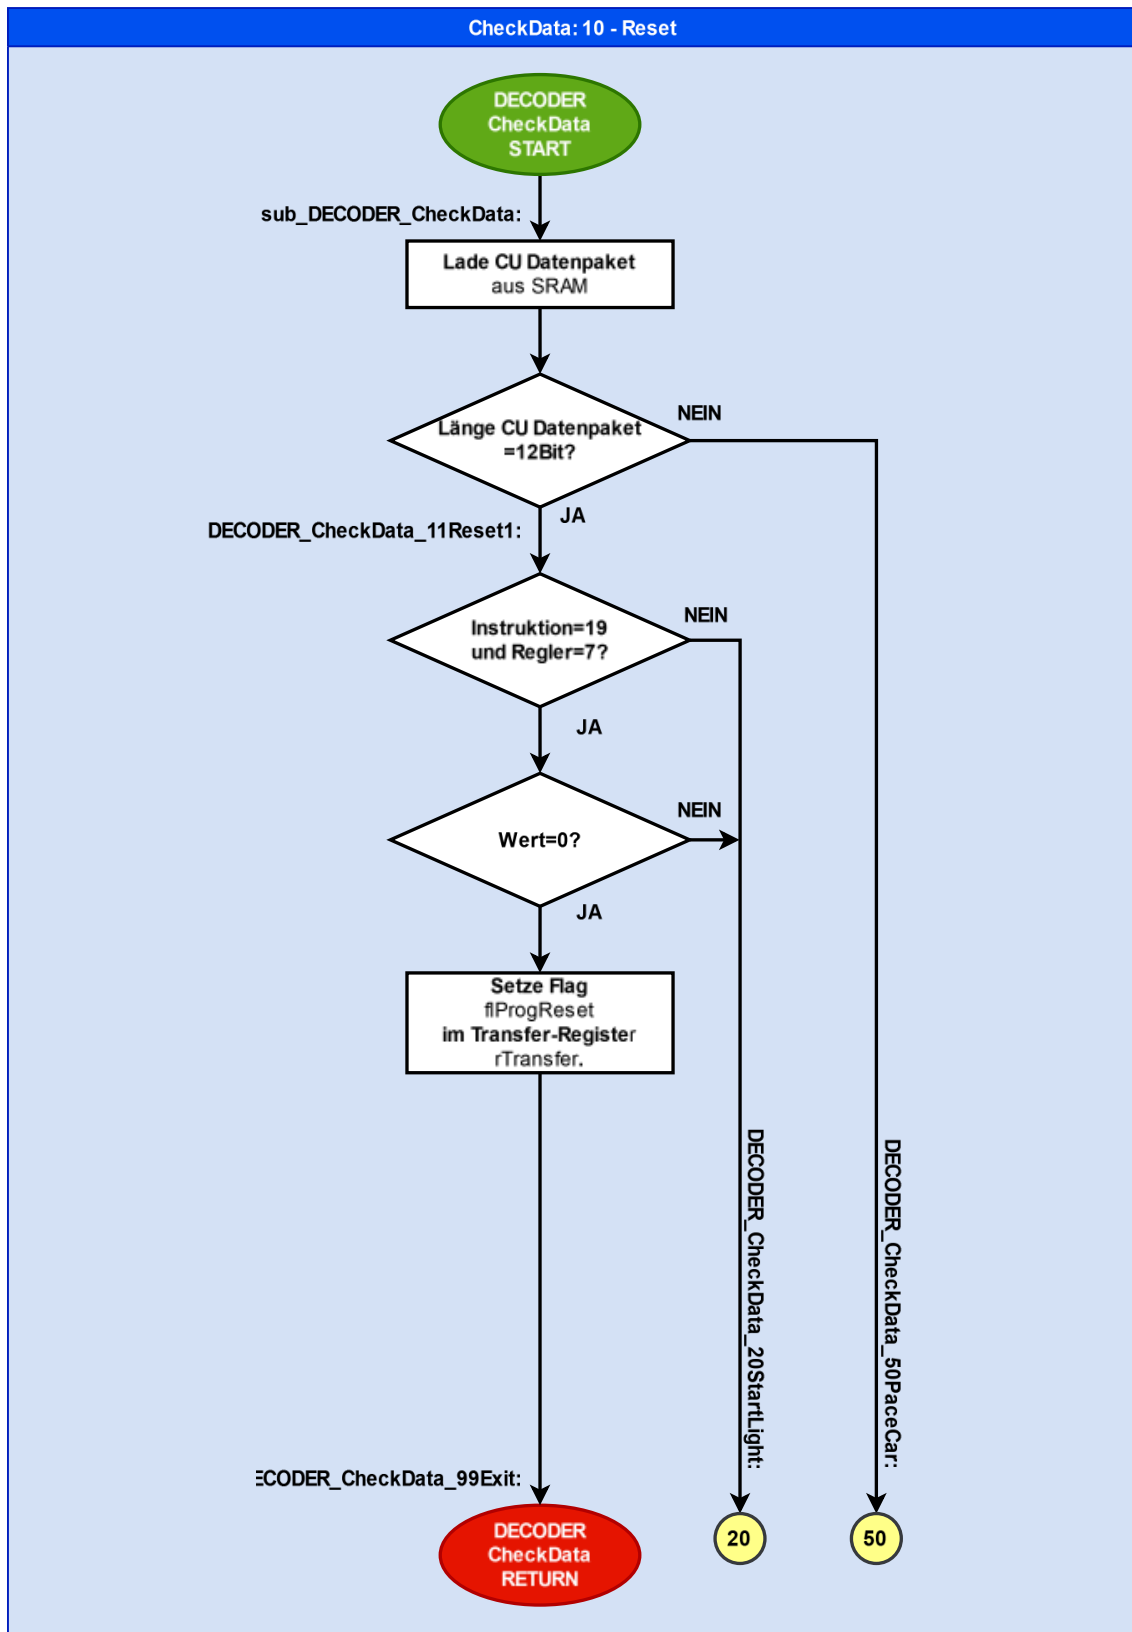 CheckData: 10 - Reset
DECODER
CheckData
START
sub_DECODER_CheckData:
Lade CU Datenpaket
aus SRAM
Länge CU Datenpaket
=12Bit?
NEIN
JA
DECODER_CheckData_11Reset1:
Instruktion=19
und Regler=7?
NEIN
JA
Wert=0?
NEIN
JA
Setze Flag
flProgReset
im Transfer-Register
rTransfer.
DECODER_CheckData_20StartLight:
DECODER_CheckData_50PaceCar:
ECODER_CheckData_99Exit:
DECODER
CheckData
RETURN
20
50